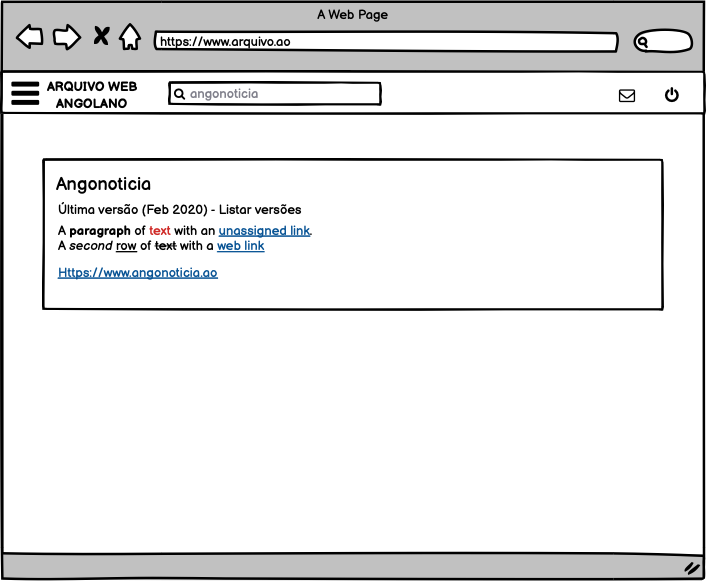 A Web Page
https://www.arquivo.ao
ARQUIVO WEB
ANGOLANO
angonoticia
Angonoticia
Última versão (Feb 2020) - Listar versões
A paragraph of text with an unassigned link.
A second row of text with a web link
Https://www.angonoticia.ao